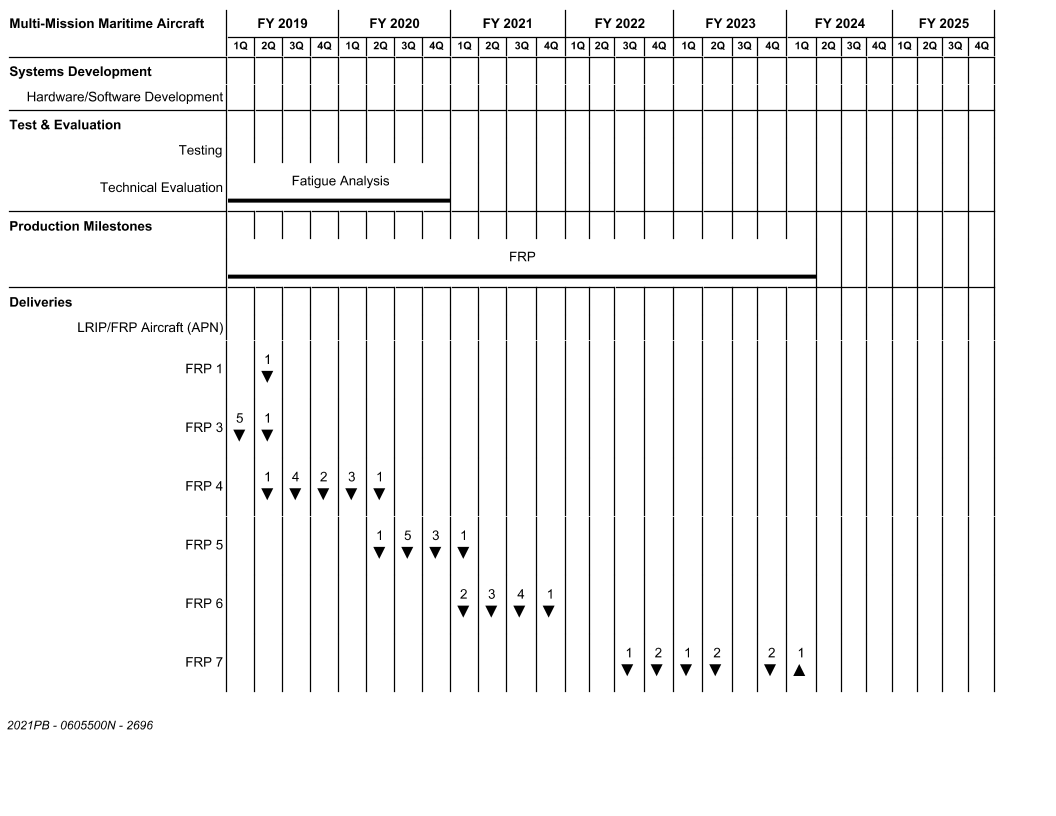 Multi-Mission Maritime Aircraft FY 2019 FY 2020 FY 2021 FY 2022 FY 2023 FY 2024 FY 2025
1Q 2Q 3Q 4Q 1Q 2Q 3Q 4Q 1Q 2Q 3Q 4Q 1Q 2Q 3Q 4Q 1Q 2Q 3Q 4Q 1Q 2Q 3Q 4Q 1Q 2Q 3Q 4Q
Systems Development
Hardware/Software Development
Test & Evaluation
Testing
Technical Evaluation Fatigue Analysis
Production Milestones
FRP
Deliveries
LRIP/FRP Aircraft (APN)
FRP 1 1
FRP 3 5 1
FRP 4 1 4 2 3 1
FRP 5 1 5 3 1
FRP 6 2 3 4 1
FRP 7 1 2 1 2 2 1
2021PB - 0605500N - 2696